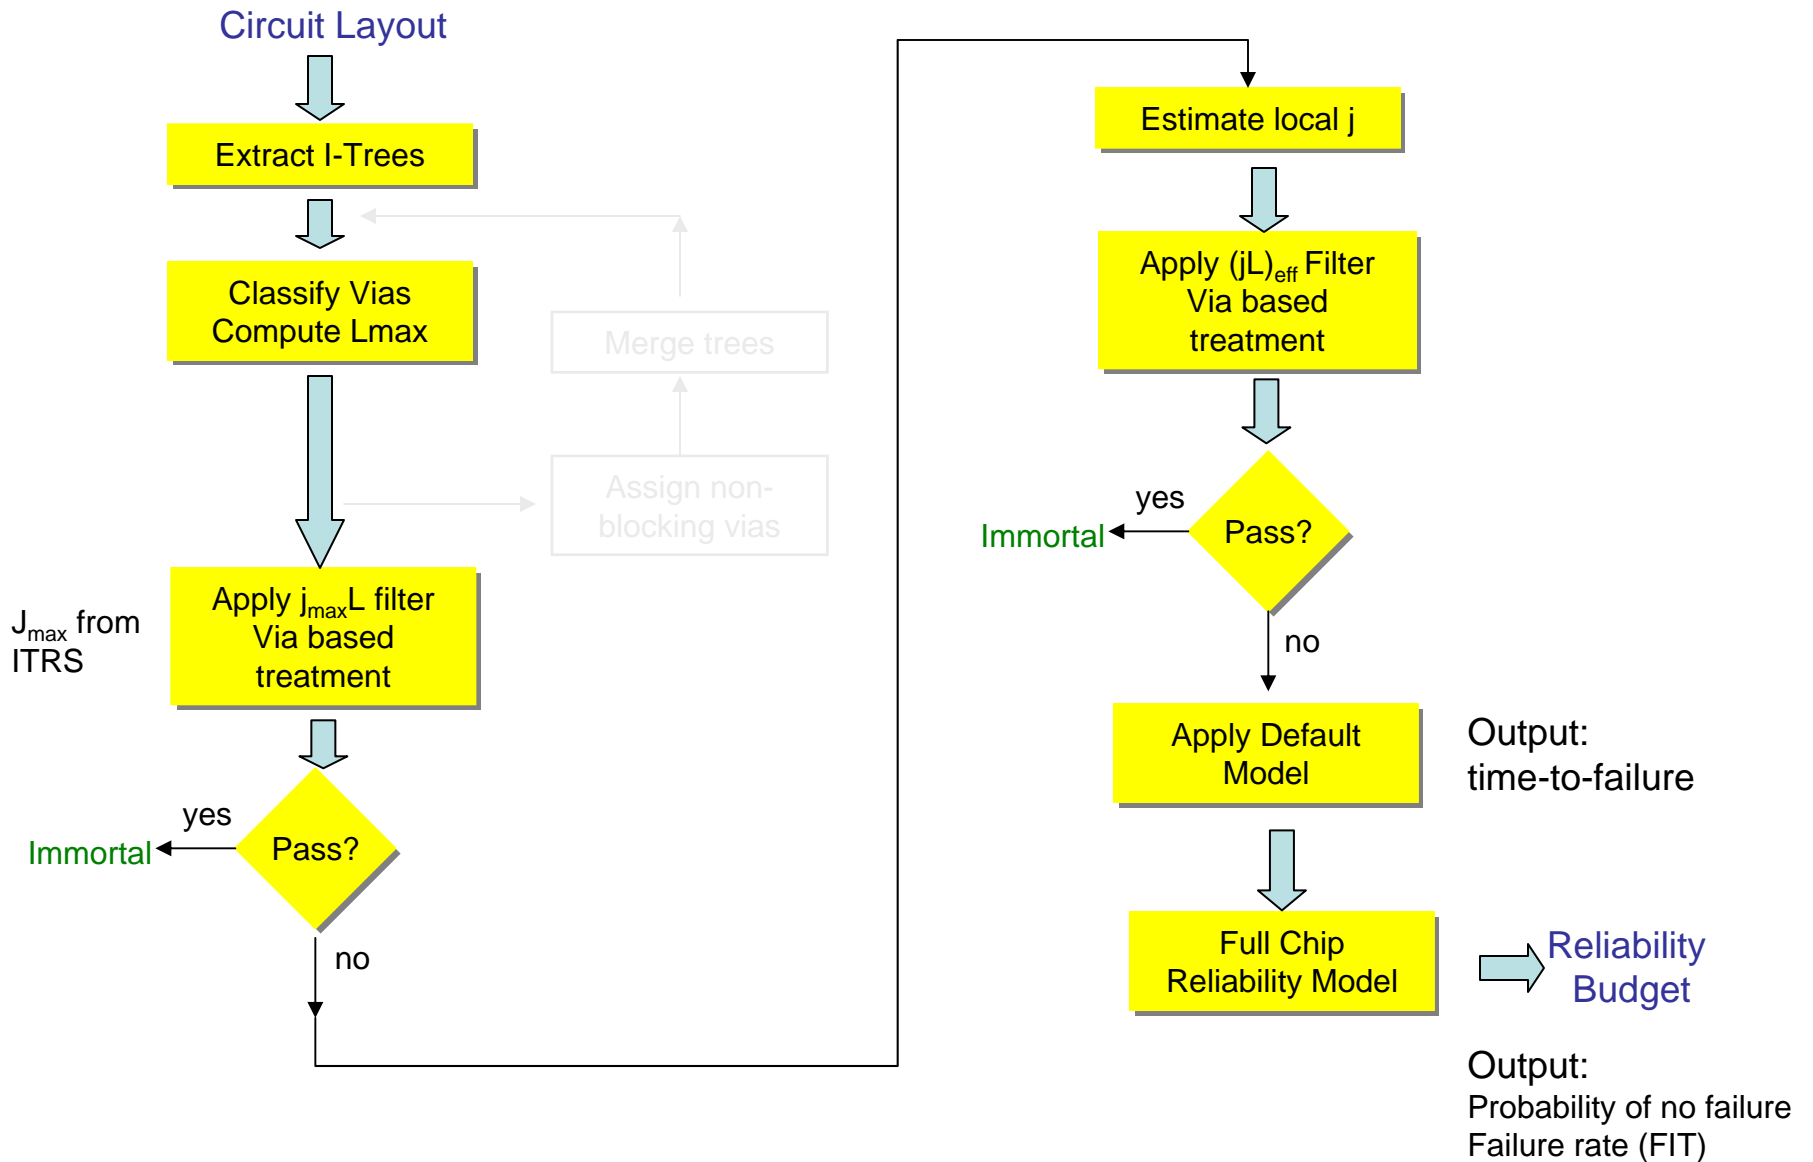 Circuit Layout
Extract I-Trees
Classify Vias
Compute Lmax
Merge trees
Assign non-
blocking vias
J_max from
ITRS
Apply j_maxL filter
Via based
treatment
Pass?
yes
Immortal
no
Estimate local j
Apply (jL)_eff Filter
Via based
treatment
Pass?
yes
Immortal
no
Apply Default
Model
Output:
time-to-failure
Full Chip
Reliability Model
Reliability
Budget
Output:
Probability of no failure
Failure rate (FIT)